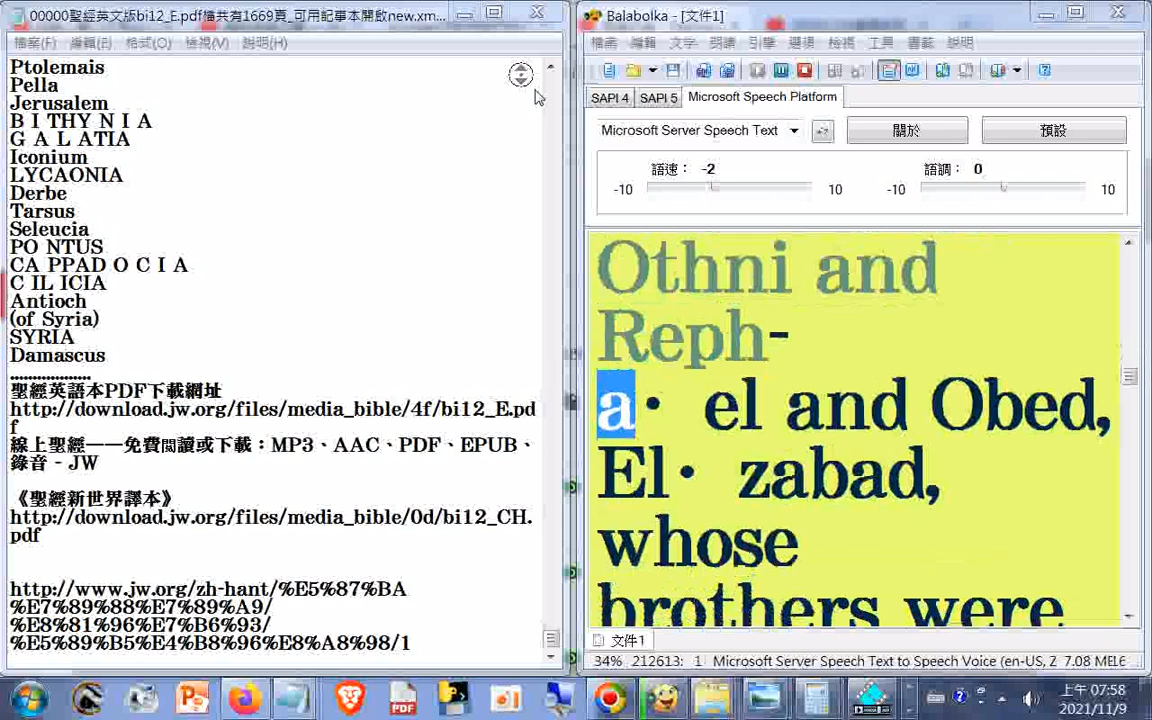 00000聖經英文版bi12_E.pdf檔共有1669頁_可用記事本開啟new.xm...
檔案(F) 編輯(E) 格式(O) 檢視(V) 說明(H)
Ptolemais
Pella
Jerusalem
B I THY N I A
G A L ATIA
Iconium
LYCAONIA
Derbe
Tarsus
Seleucia
PO NTUS
CA PPAD O C I A
C IL ICIA
Antioch
(of Syria)
SYRIA
Damascus
..................
聖經英語本PDF下載網址
http://download.jw.org/files/media_bible/4f/bi12_E.pd
f
線上聖經——免費閱讀或下載：MP3、AAC、PDF、EPUB、
錄音 - JW
《聖經新世界譯本》
http://download.jw.org/files/media_bible/0d/bi12_CH.
pdf
http://www.jw.org/zh-hant/%E5%87%BA
%E7%89%88%E7%89%A9/
%E8%81%96%E7%B6%93/
%E5%89%B5%E4%B8%96%E8%A8%98/1
Balabolka - [文件1]
檔案 編輯 文字 朗讀 引擎 選項 檢視 工具 書籤 說明
SAPI 4 SAPI 5 Microsoft Speech Platform
Microsoft Server Speech Text 關於 預設
語速： -2 語調： 0
-10 10 -10 10
Othni and
Reph-
a· el and Obed,
El· zabad,
whose
brothers were
文件1
34% 212613: 1 Microsoft Server Speech Text to Speech Voice (en-US, Z 7.08 МЕЬ
PDF
上午 07:58
2021/11/9